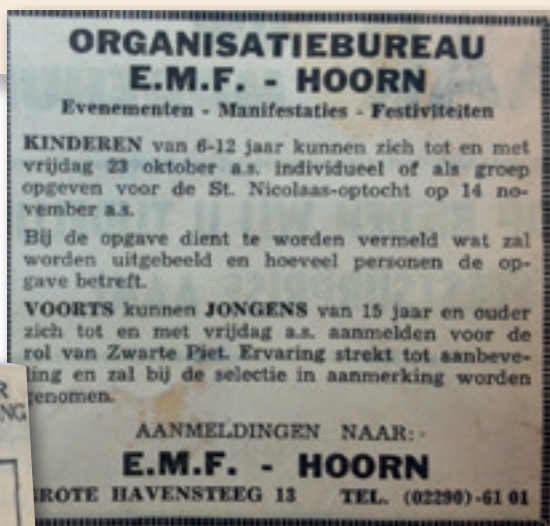 ORGANISATIEBUREAU
E.M.F. - HOORN
Evenementen - Manifestaties - Festiviteiten
KINDEREN van 6-12 jaar kunnen zich tot en met
vrijdag 23 oktober a.s. individueel of als groep
opgeven voor de St. Nicolaas-optocht op 14 no-
vember a.s.
Bij de opgave dient te worden vermeld wat zal
worden uitgebeeld en hoeveel personen de op-
gave betreft.
VOORTS kunnen JONGENS van 15 jaar en ouder
zich tot en met vrijdag a.s. aanmelden voor de
rol van Zwarte Piet. Ervaring strekt tot aanbeve-
ling en zal bij de selectie in aanmerking worden
genomen.
AANMELDINGEN NAAR:
E.M.F. - HOORN
GROTE HAVENSTEEG 13 TEL. (02290)-61 01
R
NG